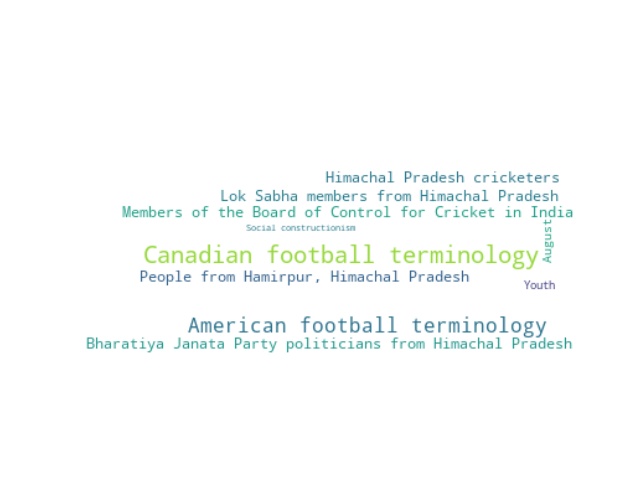 Himachal Pradesh cricketers
Lok Sabha members from Himachal Pradesh
Members of the Board of Control for Cricket in India
Social constructionism
August
Canadian football terminology
People from Hamirpur, Himachal Pradesh
Youth
American football terminology
Bharatiya Janata Party politicians from Himachal Pradesh